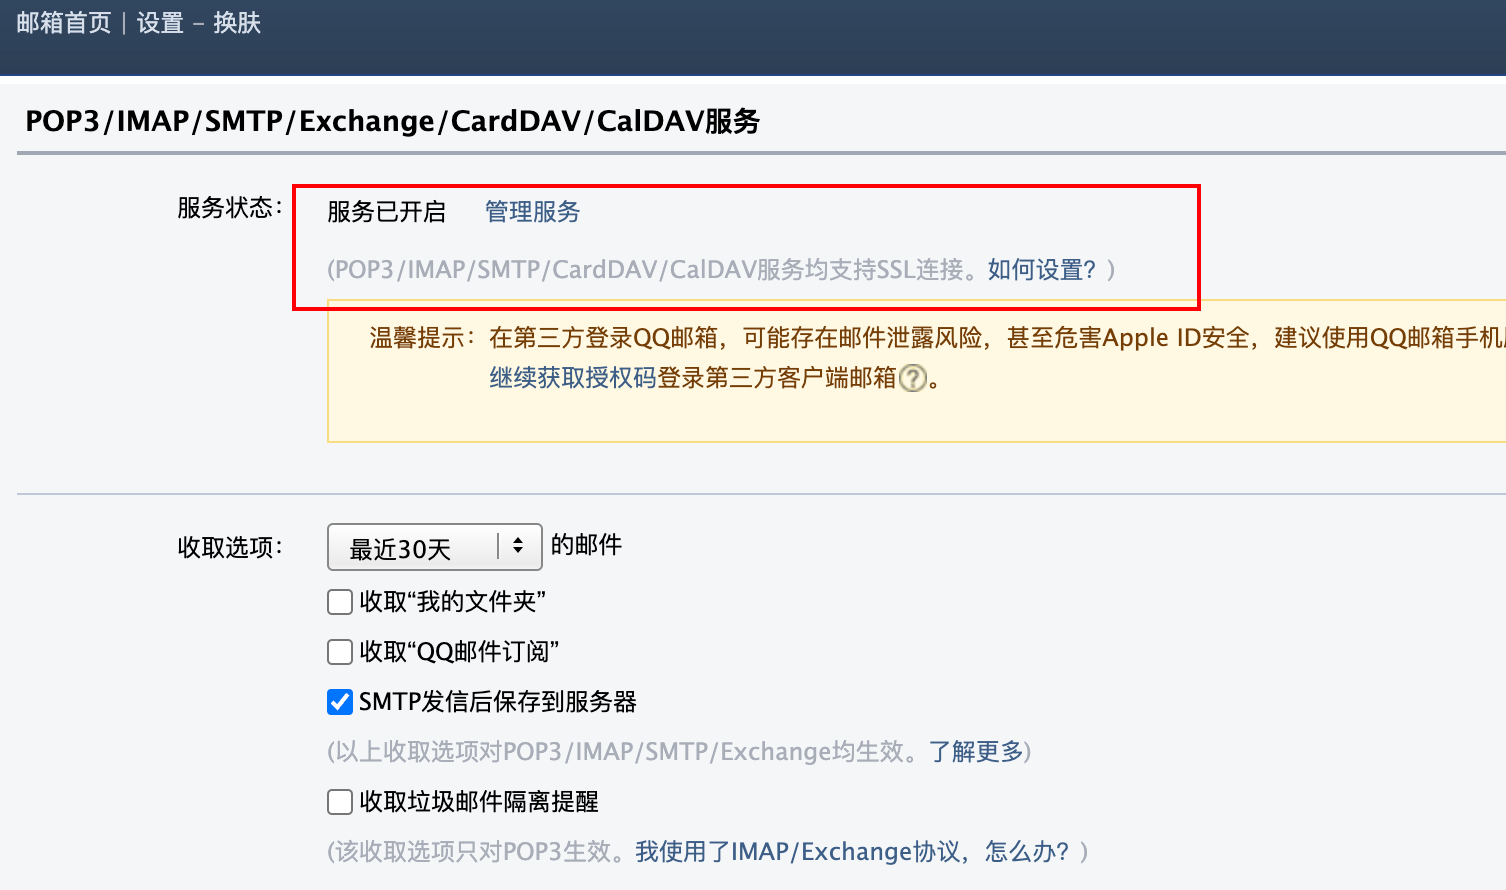 邮箱首页 | 设置 - 换肤
POP3/IMAP/SMTP/Exchange/CardDAV/CalDAV服务
服务状态： 服务已开启 管理服务
(POP3/IMAP/SMTP/CardDAV/CalDAV服务均支持SSL连接。如何设置？)
温馨提示：在第三方登录QQ邮箱，可能存在邮件泄露风险，甚至危害Apple ID安全，建议使用QQ邮箱手机
继续获取授权码登录第三方客户端邮箱?。
收取选项： 最近30天 的邮件
收取“我的文件夹”
收取“QQ邮件订阅”
SMTP发信后保存到服务器
(以上收取选项对POP3/IMAP/SMTP/Exchange均生效。了解更多)
收取垃圾邮件隔离提醒
(该收取选项只对POP3生效。我使用了IMAP/Exchange协议，怎么办？)